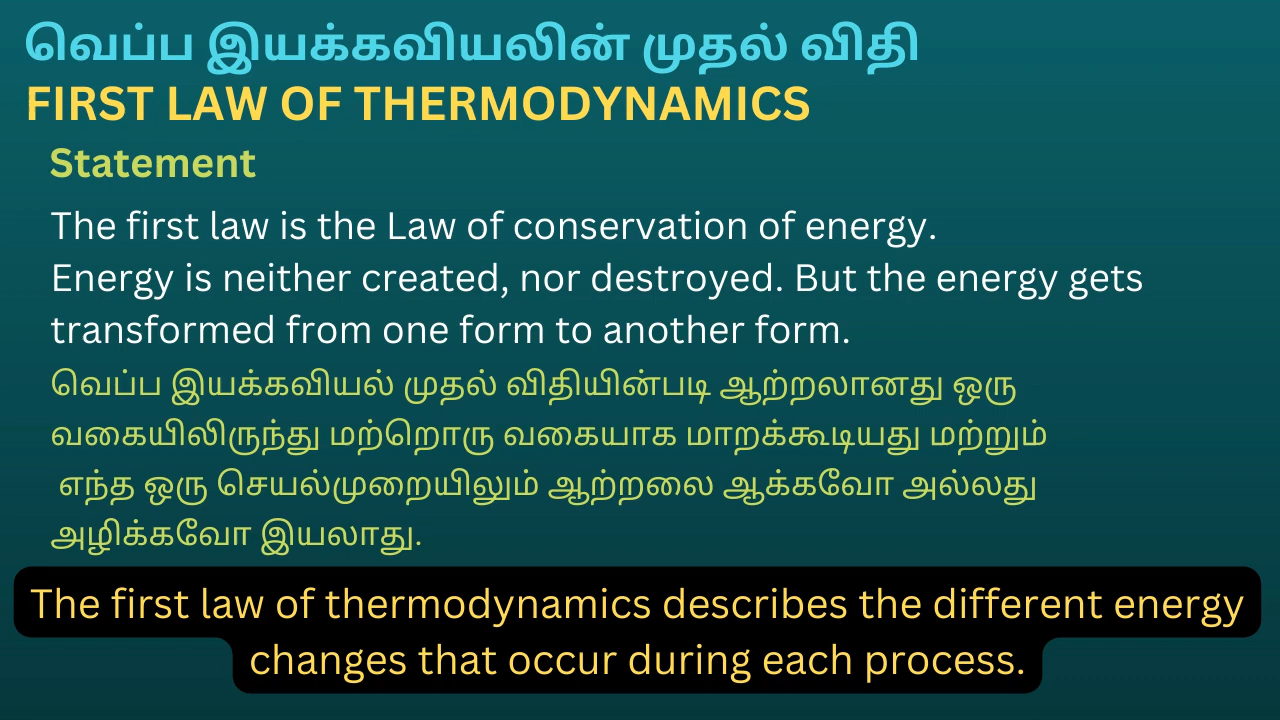 வெப்ப இயக்கவியலின் முதல் விதி
FIRST LAW OF THERMODYNAMICS
Statement
The first law is the Law of conservation of energy.
Energy is neither created, nor destroyed. But the energy gets
transformed from one form to another form.
வெப்ப இயக்கவியல் முதல் விதியின்படி ஆற்றலானது ஒரு
வகையிலிருந்து மற்றொரு வகையாக மாறக்கூடியது மற்றும்
எந்த ஒரு செயல்முறையிலும் ஆற்றலை ஆக்கவோ அல்லது
அழிக்கவோ இயலாது.
The first law of thermodynamics describes the different energy
changes that occur during each process.